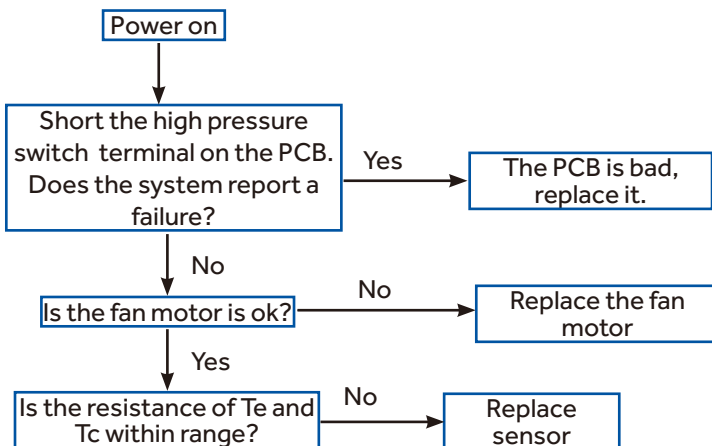 Power on
Short the high pressure
switch terminal on the PCB.
Does the system report a
failure?
Yes
The PCB is bad,
replace it.
No
Is the fan motor is ok?
No
Replace the fan
motor
Yes
Is the resistance of Te and
Tc within range?
No
Replace
sensor